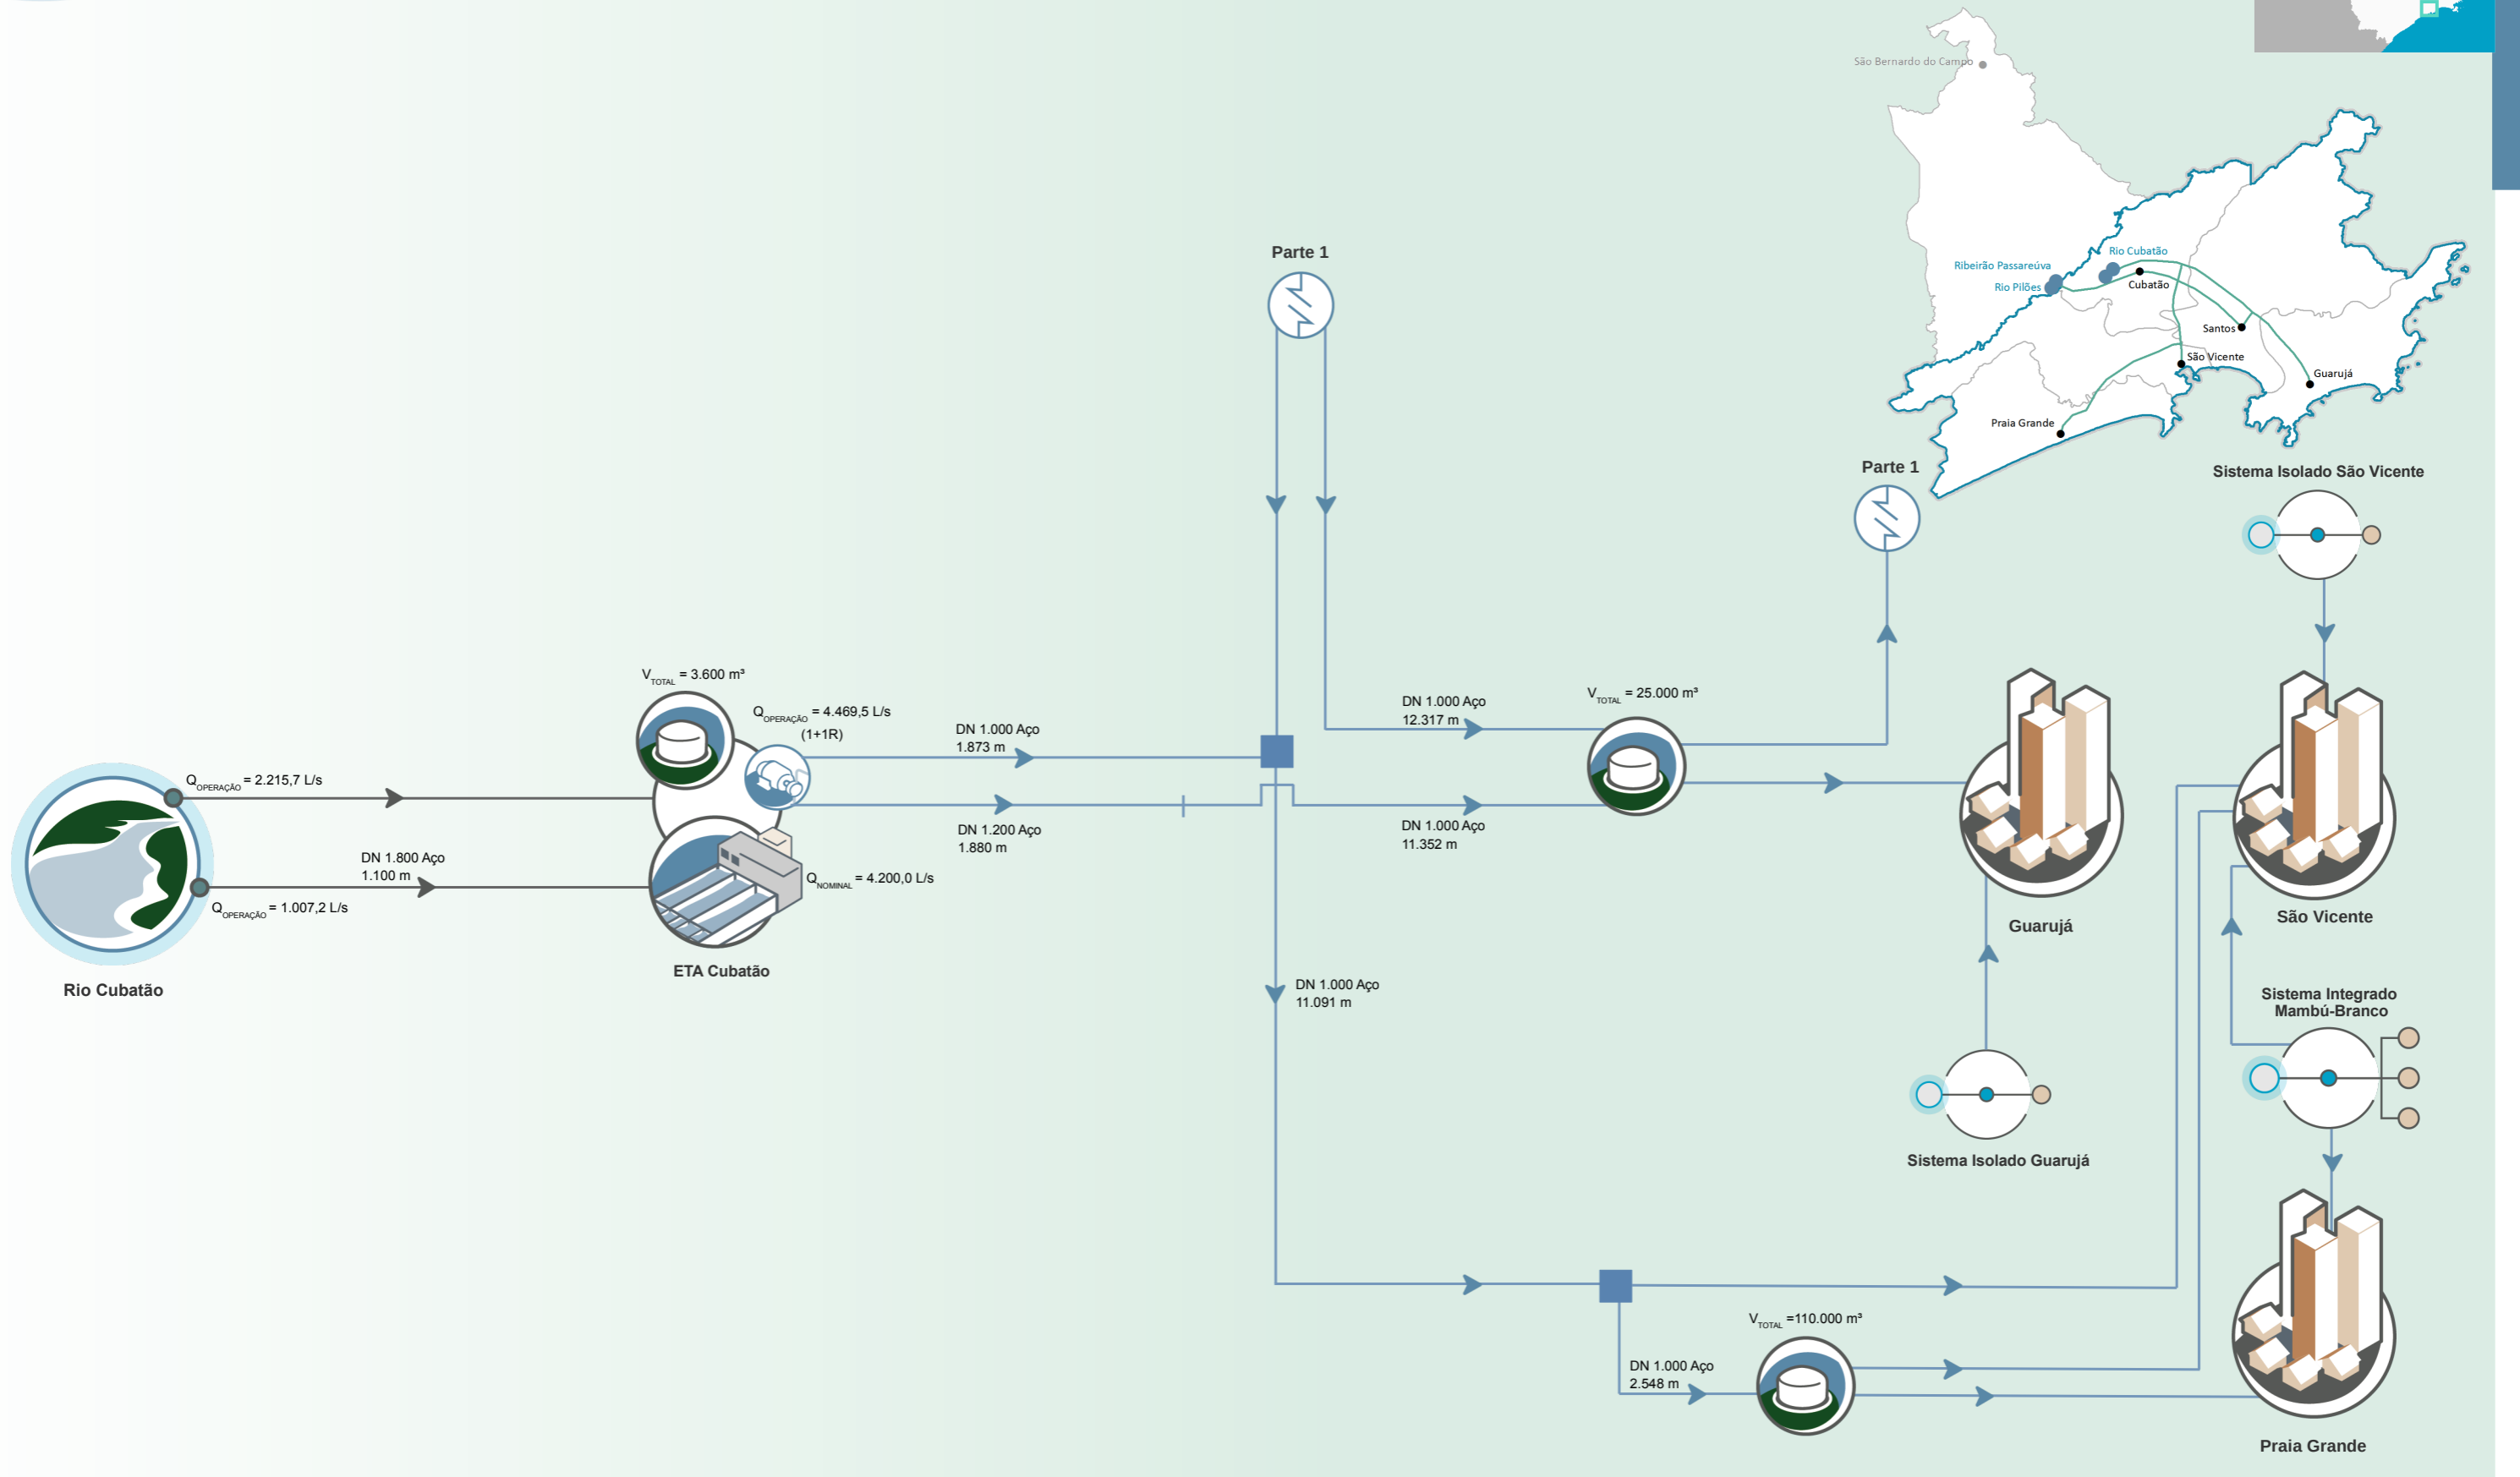 São Bernardo do Campo
Rio Cubatão
Ribeirão Passareúva
Rio Pilões
Cubatão
Santos
São Vicente
Guarujá
Praia Grande
Parte 1
Parte 1
Sistema Isolado São Vicente
V TOTAL = 3.600 m³
Q OPERAÇÃO = 4.469,5 L/s
(1+1R)
DN 1.000 Aço
1.873 m
DN 1.000 Aço
12.317 m
V TOTAL = 25.000 m³
Q OPERAÇÃO = 2.215,7 L/s
DN 1.800 Aço
1.100 m
Q OPERAÇÃO = 1.007,2 L/s
DN 1.200 Aço
1.880 m
DN 1.000 Aço
11.352 m
Q NOMINAL = 4.200,0 L/s
Rio Cubatão
ETA Cubatão
Guarujá
São Vicente
DN 1.000 Aço
11.091 m
Sistema Integrado
Mambú-Branco
Sistema Isolado Guarujá
V TOTAL =110.000 m³
DN 1.000 Aço
2.548 m
Praia Grande